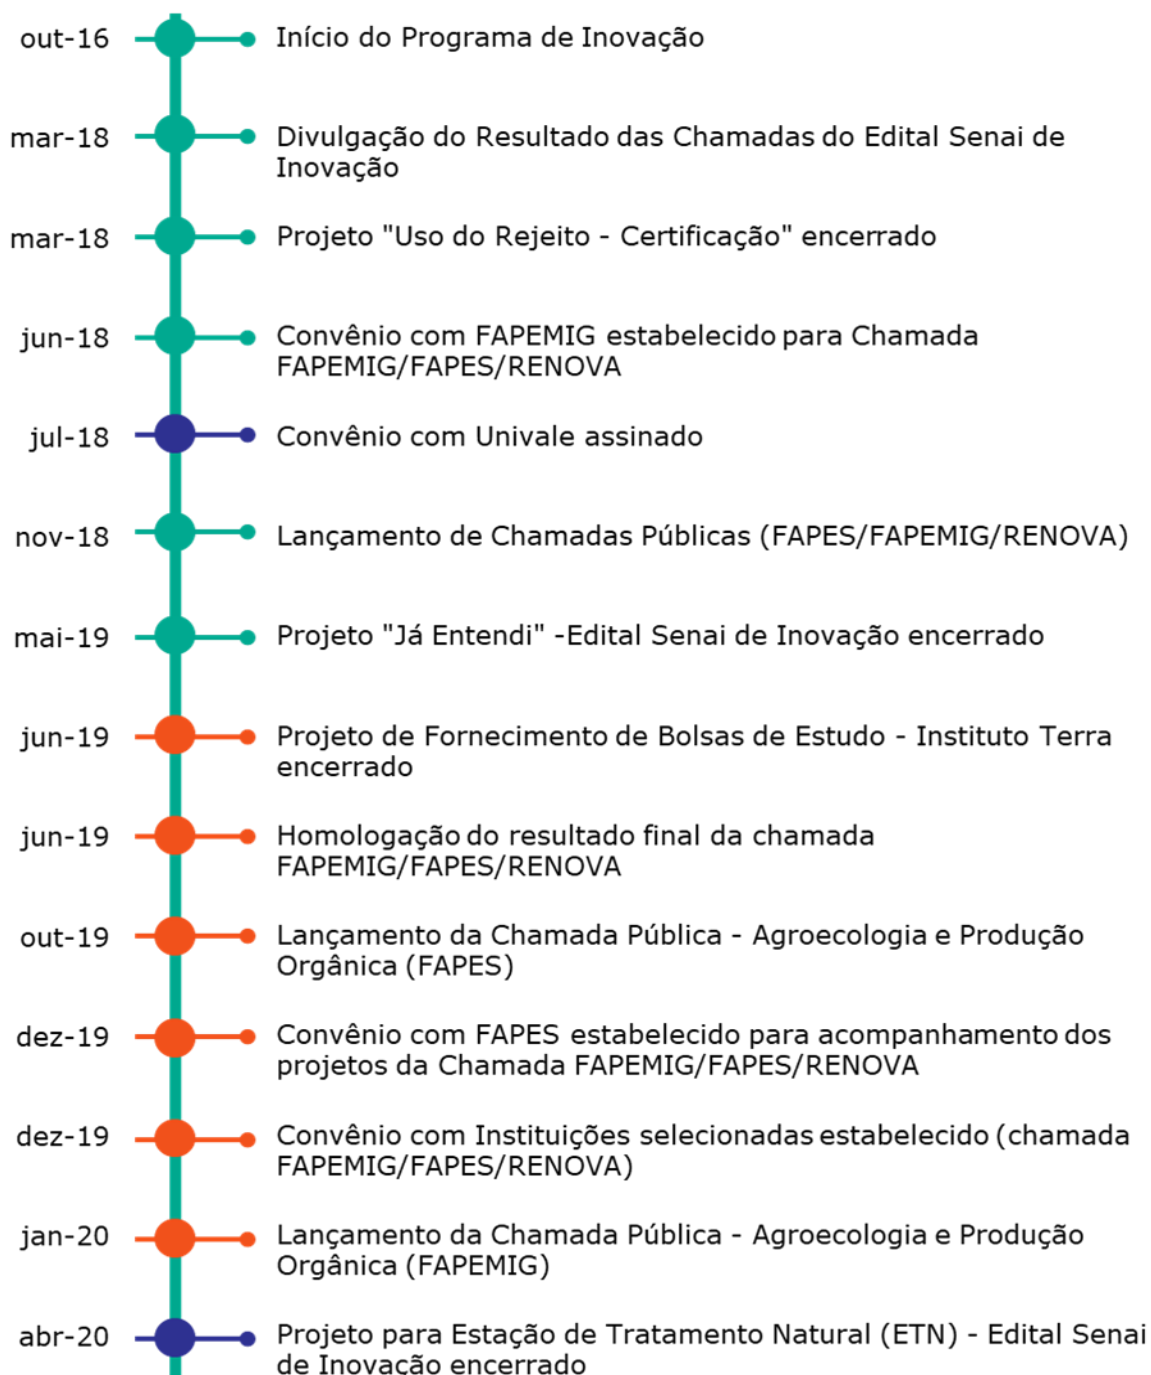 out-16
Início do Programa de Inovação
mar-18
Divulgação do Resultado das Chamadas do Edital Senai de
Inovação
mar-18
Projeto "Uso do Rejeito - Certificação" encerrado
jun-18
Convênio com FAPEMIG estabelecido para Chamada
FAPEMIG/FAPES/RENOVA
jul-18
Convênio com Univale assinado
nov-18
Lançamento de Chamadas Públicas (FAPES/FAPEMIG/RENOVA)
mai-19
Projeto "Já Entendi" -Edital Senai de Inovação encerrado
jun-19
Projeto de Fornecimento de Bolsas de Estudo - Instituto Terra
encerrado
jun-19
Homologação do resultado final da chamada
FAPEMIG/FAPES/RENOVA
out-19
Lançamento da Chamada Pública - Agroecologia e Produção
Orgânica (FAPES)
dez-19
Convênio com FAPES estabelecido para acompanhamento dos
projetos da Chamada FAPEMIG/FAPES/RENOVA
dez-19
Convênio com Instituições selecionadas estabelecido (chamada
FAPEMIG/FAPES/RENOVA)
jan-20
Lançamento da Chamada Pública - Agroecologia e Produção
Orgânica (FAPEMIG)
abr-20
Projeto para Estação de Tratamento Natural (ETN) - Edital Senai
de Inovação encerrado